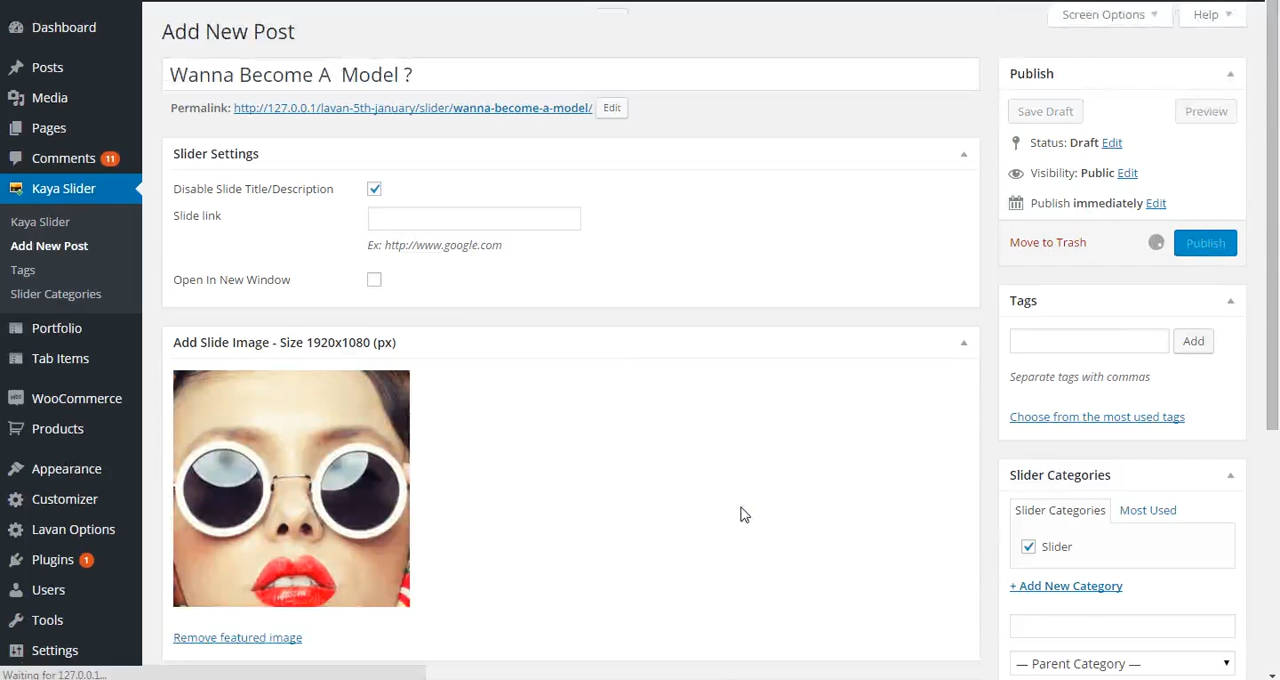 Dashboard
Posts
Media
Pages
Comments 11
Kaya Slider
Kaya Slider
Add New Post
Tags
Slider Categories
Portfolio
Tab Items
WooCommerce
Products
Appearance
Customizer
Lavan Options
Plugins 1
Users
Tools
Settings
Waiting for 127.0.0.1...
Screen Options
Help
Add New Post
Wanna Become A Model ?
Permalink: http://127.0.0.1/lavan-5th-january/slider/wanna-become-a-model/ Edit
Slider Settings
Disable Slide Title/Description
Slide link
Ex: http://www.google.com
Open In New Window
Add Slide Image - Size 1920x1080 (px)
Remove featured image
Publish
Save Draft
Preview
Status: Draft Edit
Visibility: Public Edit
Publish immediately Edit
Move to Trash
Publish
Tags
Add
Separate tags with commas
Choose from the most used tags
Slider Categories
Slider Categories
Most Used
Slider
+ Add New Category
— Parent Category —